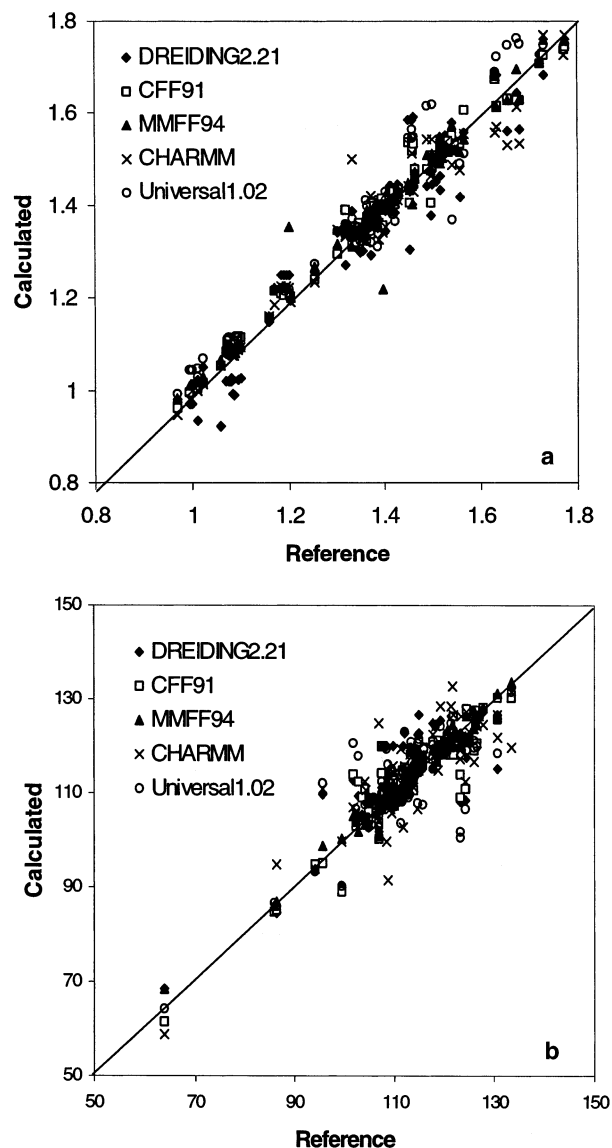 1.8
◆ DREIDING2.21
□ CFF91
▲ MMFF94
× CHARMM
○ Universal1.02
1.6
1.4
1.2
1
0.8
Calculated
a
0.8 1 1.2 1.4 1.6 1.8
Reference
150
◆ DREIDING2.21
□ CFF91
▲ MMFF94
× CHARMM
○ Universal1.02
130
110
90
70
50
Calculated
b
50 70 90 110 130 150
Reference